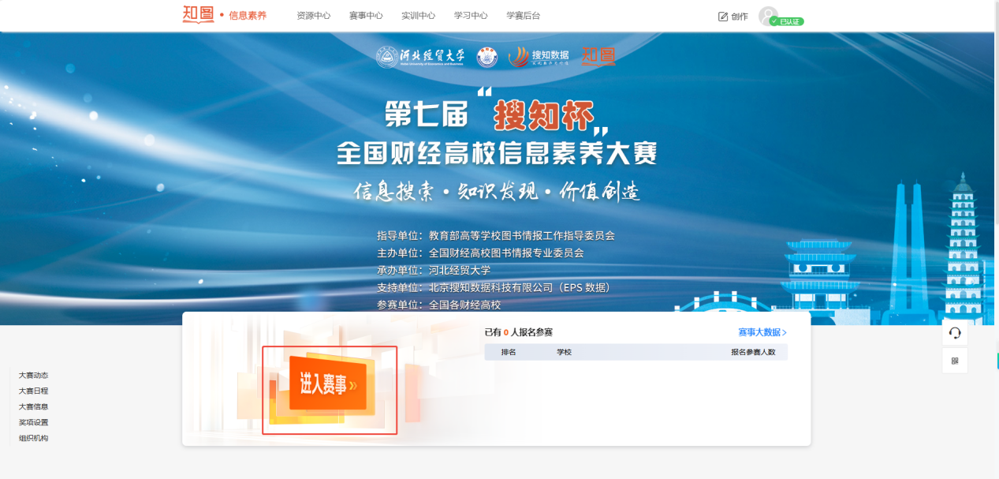 知图 • 信息素养 资源中心 赛事中心 实训中心 学习中心 学赛后台 创作 已认证
河北经贸大学 搜知数据 知图
Hebei University of Economics and Business
第七届“搜知杯”
全国财经高校信息素养大赛
信息搜索·知识发现·价值创造
指导单位：教育部高等学校图书情报工作指导委员会
主办单位：全国财经高校图书情报专业委员会
承办单位：河北经贸大学
支持单位：北京搜知数据科技有限公司（EPS 数据）
参赛单位：全国各财经高校
已有 0 人报名参赛 赛事大数据 >
排名 学校 报名参赛人数
进入赛事 »
大赛动态
大赛日程
大赛信息
奖项设置
组织机构